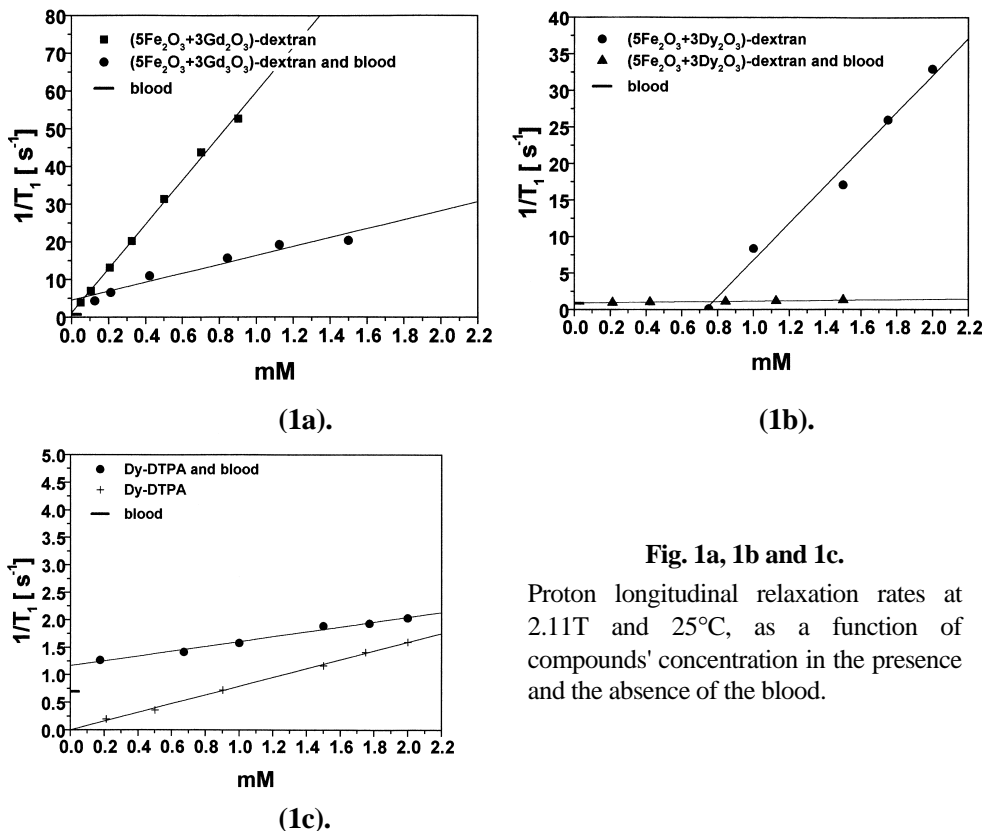 80
70
60
50
40
30
20
10
0
1/T₁ [ s⁻¹]
(5Fe₂O₃+3Gd₂O₃)-dextran
(5Fe₂O₃+3Gd₃O₃)-dextran and blood
blood
0.0 0.2 0.4 0.6 0.8 1.0 1.2 1.4 1.6 1.8 2.0 2.2
mM
(1a).
40
35
30
25
20
15
10
5
0
1/T₁ [ s⁻¹]
(5Fe₂O₃+3Dy₂O₃)-dextran
(5Fe₂O₃+3Dy₂O₃)-dextran and blood
blood
0.0 0.2 0.4 0.6 0.8 1.0 1.2 1.4 1.6 1.8 2.0 2.2
mM
(1b).
5.0
4.5
4.0
3.5
3.0
2.5
2.0
1.5
1.0
0.5
0.0
1/T₁ [ s⁻¹]
Dy-DTPA and blood
Dy-DTPA
blood
0.0 0.2 0.4 0.6 0.8 1.0 1.2 1.4 1.6 1.8 2.0 2.2
mM
(1c).
Fig. 1a, 1b and 1c.
Proton longitudinal relaxation rates at
2.11T and 25°C, as a function of
compounds' concentration in the presence
and the absence of the blood.